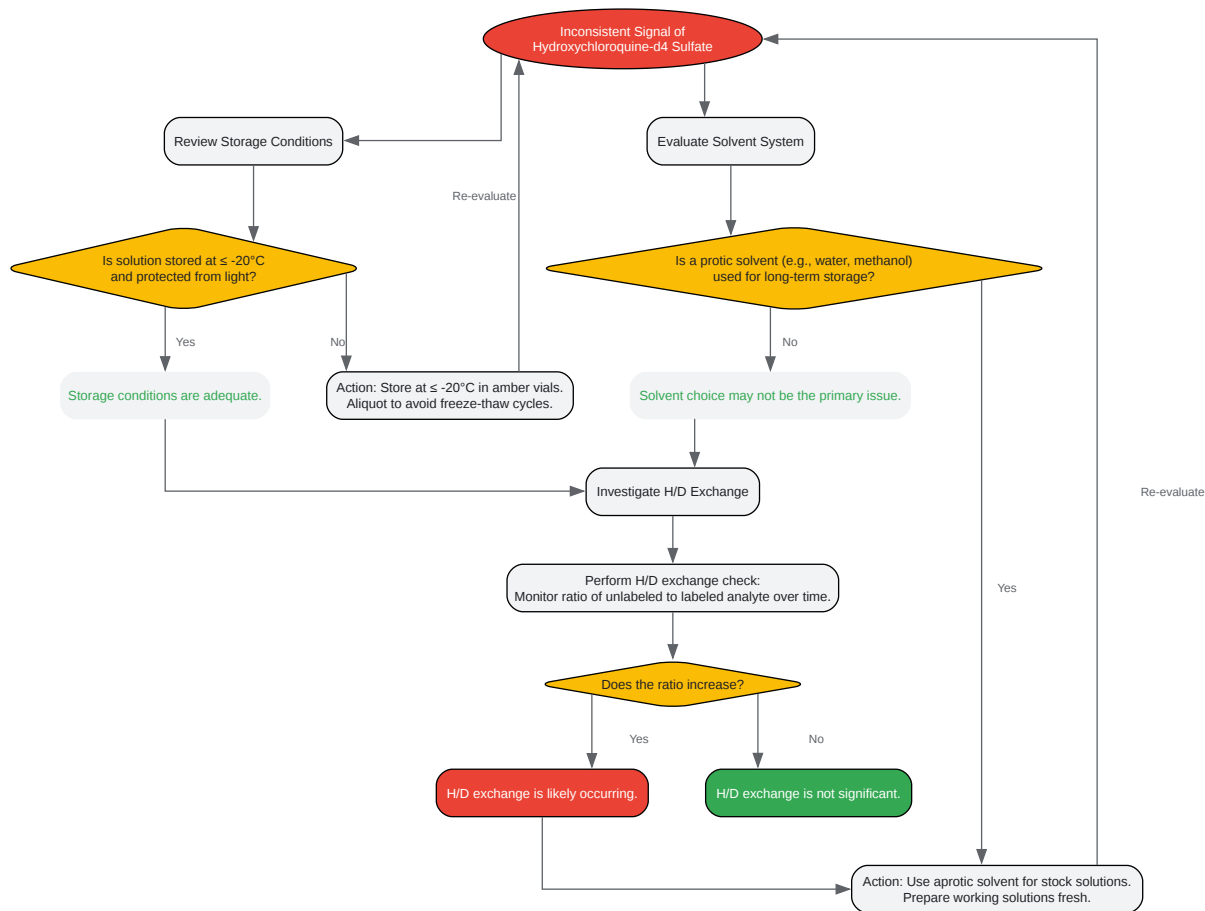 Inconsistent Signal of
Hydroxychloroquine-d4 Sulfate
Review Storage Conditions
Evaluate Solvent System
Re-evaluate
Is solution stored at ≤ -20°C
and protected from light?
Is a protic solvent (e.g., water, methanol)
used for long-term storage?
Yes
No
No
Storage conditions are adequate.
Action: Store at ≤ -20°C in amber vials.
Aliquot to avoid freeze-thaw cycles.
Solvent choice may not be the primary issue.
Investigate H/D Exchange
Re-evaluate
Perform H/D exchange check:
Monitor ratio of unlabeled to labeled analyte over time.
Yes
Does the ratio increase?
Yes
No
H/D exchange is likely occurring.
H/D exchange is not significant.
Action: Use aprotic solvent for stock solutions.
Prepare working solutions fresh.